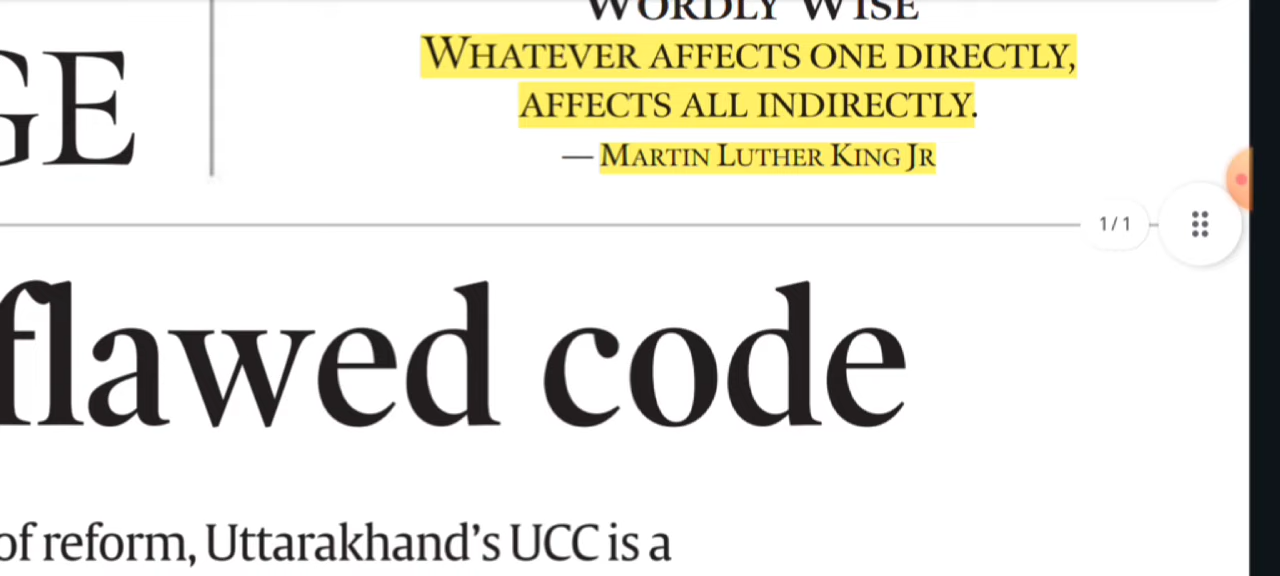 WORDLY WISE
GE
WHATEVER AFFECTS ONE DIRECTLY,
AFFECTS ALL INDIRECTLY.
— MARTIN LUTHER KING JR
1/1
flawed code
of reform, Uttarakhand's UCC is a